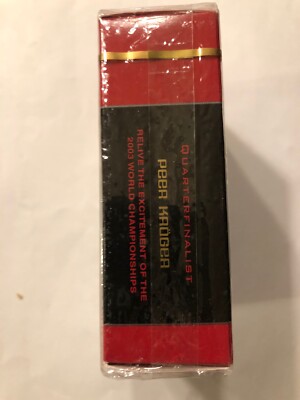 QUARTERFINALIST
PEER KRÖGER
RELIVE THE EXCITEMENT OF THE
2003 WORLD CHAMPIONSHIPS